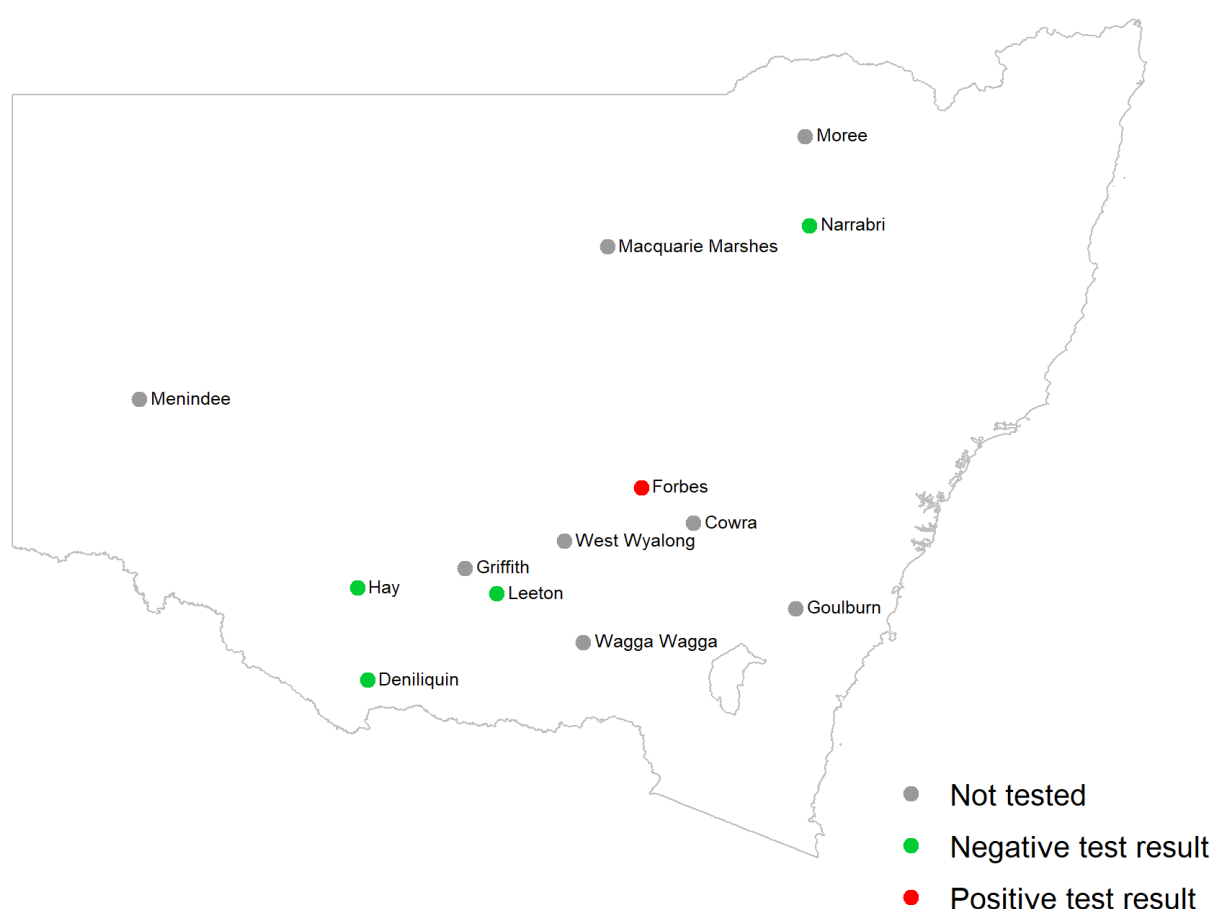 Moree
Narrabri
Macquarie Marshes
Menindee
Forbes
Cowra
West Wyalong
Griffith
Hay
Leeton
Goulburn
Wagga Wagga
Deniliquin
Not tested
Negative test result
Positive test result